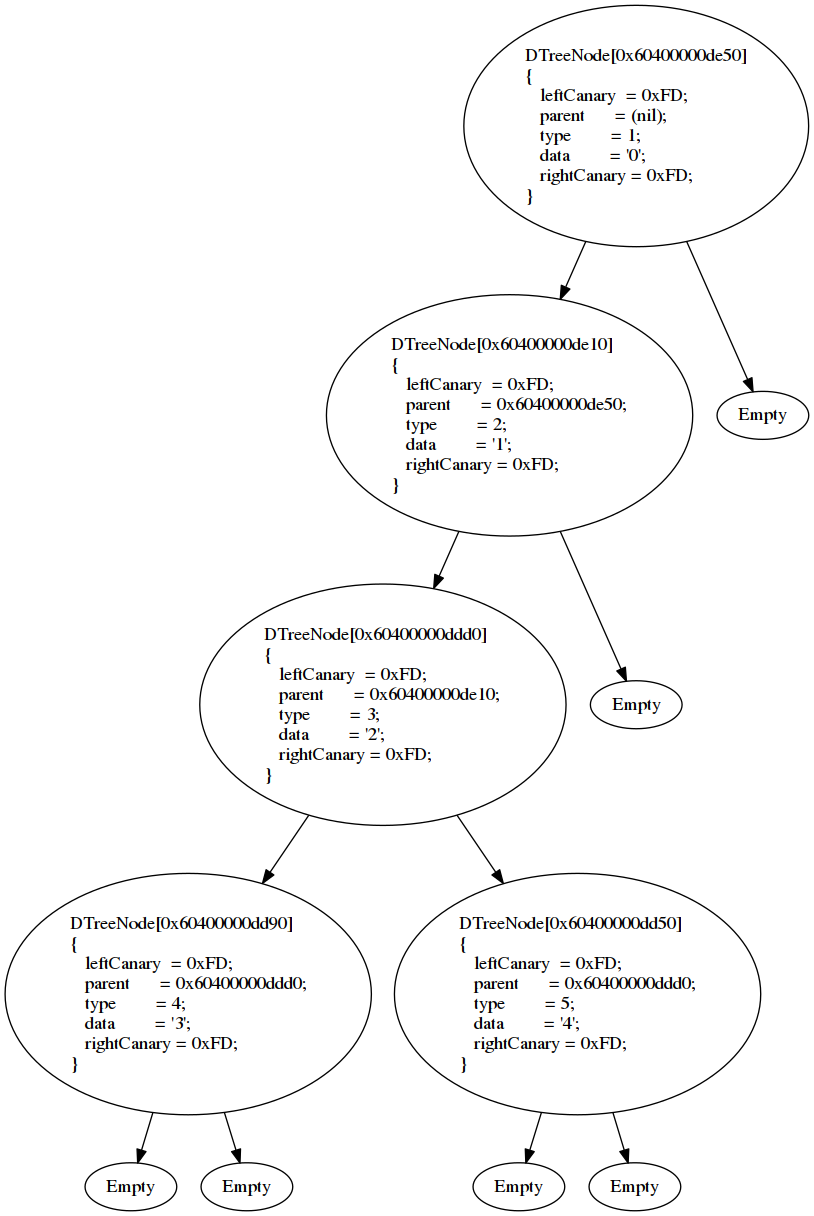 DTreeNode[0x60400000de50]
{
leftCanary = 0xFD;
parent = (nil);
type = 1;
data = '0';
rightCanary = 0xFD;
}
DTreeNode[0x60400000de10]
{
leftCanary = 0xFD;
parent = 0x60400000de50;
type = 2;
data = '1';
rightCanary = 0xFD;
}
Empty
DTreeNode[0x60400000ddd0]
{
leftCanary = 0xFD;
parent = 0x60400000de10;
type = 3;
data = '2';
rightCanary = 0xFD;
}
Empty
DTreeNode[0x60400000dd90]
{
leftCanary = 0xFD;
parent = 0x60400000ddd0;
type = 4;
data = '3';
rightCanary = 0xFD;
}
DTreeNode[0x60400000dd50]
{
leftCanary = 0xFD;
parent = 0x60400000ddd0;
type = 5;
data = '4';
rightCanary = 0xFD;
}
Empty
Empty
Empty
Empty